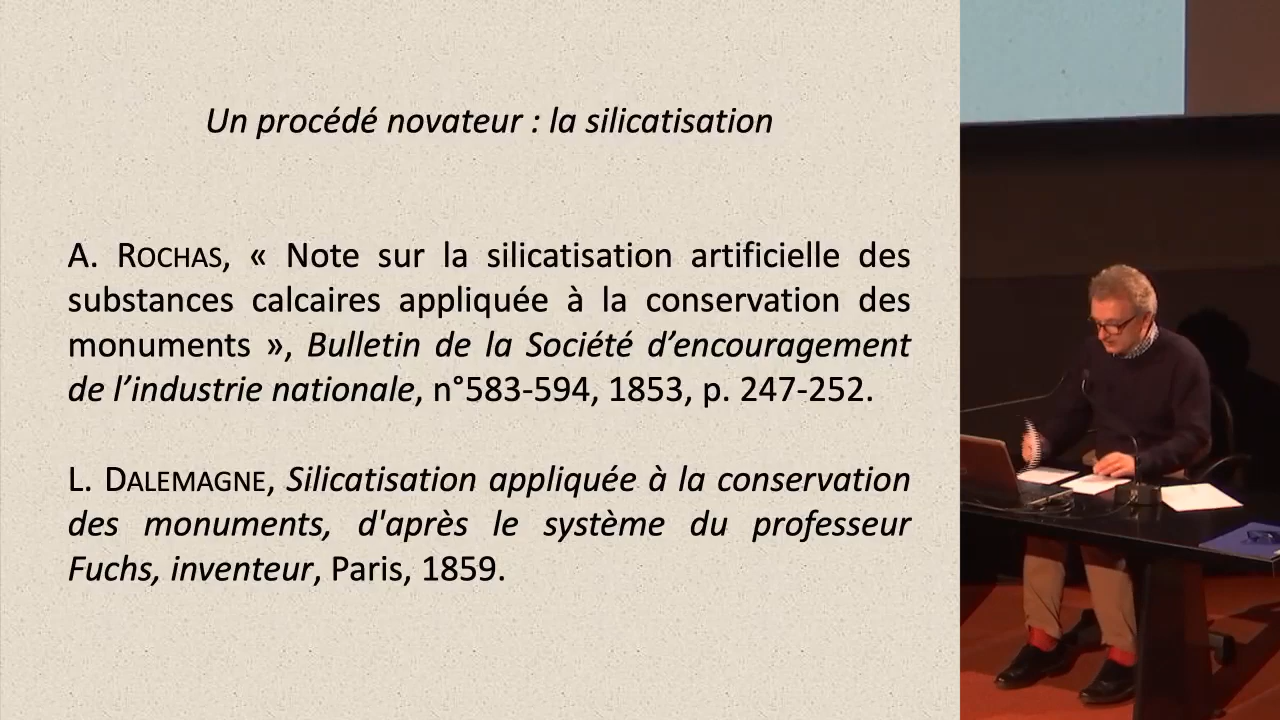 Un procédé novateur : la silicatisation
A. ROCHAS, « Note sur la silicatisation artificielle des
substances calcaires appliquée à la conservation des
monuments », Bulletin de la Société d’encouragement
de l’industrie nationale, n°583-594, 1853, p. 247-252.
L. DALEMAGNE, Silicatisation appliquée à la conservation
des monuments, d'après le système du professeur
Fuchs, inventeur, Paris, 1859.